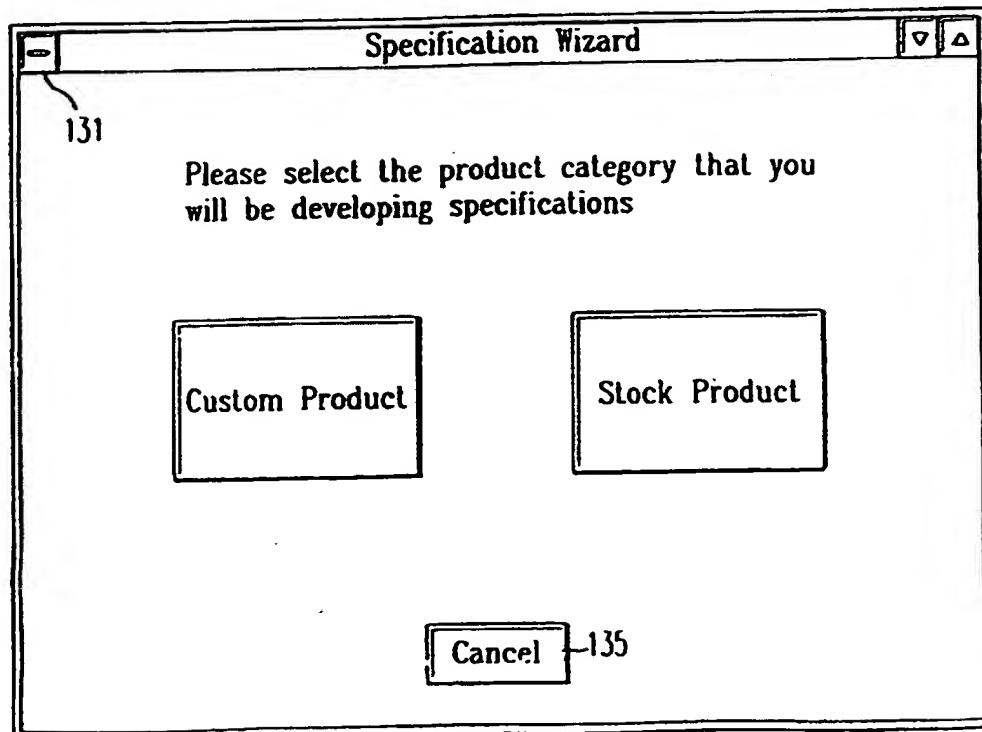 Specification Wizard
131
Please select the product category that you
will be developing specifications
Custom Product
Stock Product
Cancel
135